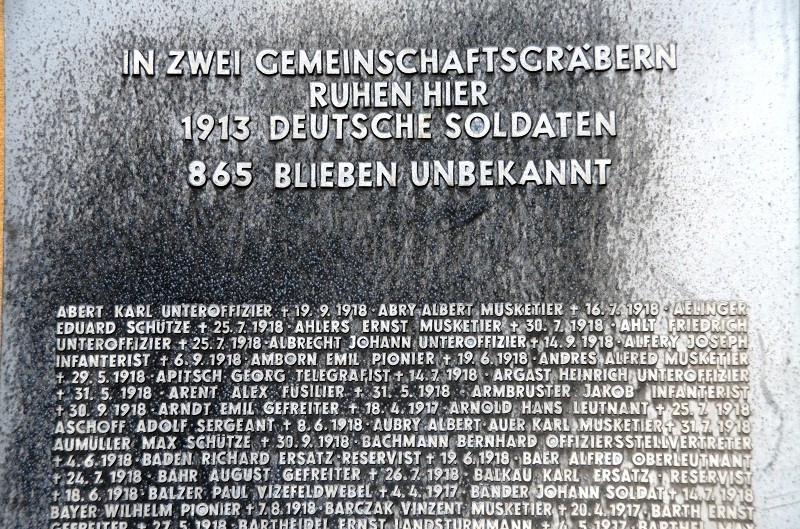 IN ZWEI GEMEINSCHAFTSGRÄBERN
RUHEN HIER
1913 DEUTSCHE SOLDATEN
865 BLIEBEN UNBEKANNT
ABERT KARL UNTEROFFIZIER † 19. 9. 1918 · ABRY ALBERT MUSKETIER † 16. 7. 1918 · AELINGER
EDUARD SCHÜTZE † 25. 7. 1918 · AHLERS ERNST MUSKETIER † 30. 7. 1918 · AHLT FRIEDRICH
UNTEROFFIZIER † 25. 7. 1918 · ALBRECHT JOHANN UNTEROFFIZIER † 14. 9. 1918 · ALFERY JOSEPH
INFANTERIST † 6. 9. 1918 · AMBORN EMIL PIONIER † 19. 6. 1918 · ANDRES ALFRED MUSKETIER
† 29. 5. 1918 · APITSCH GEORG TELEGRAFIST † 14. 7. 1918 · ARGAST HEINRICH UNTEROFFIZIER
† 31. 5. 1918 · ARENT ALEX FÜSILIER † 31. 5. 1918 · ARMBRUSTER JAKOB INFANTERIST
† 30. 9. 1918 · ARNDT EMIL GEFREITER † 18. 4. 1917 · ARNOLD HANS LEUTNANT † 25. 7. 1918
ASCHOFF ADOLF SERGEANT † 8. 6. 1918 · AUBRY ALBERT AUER KARL MUSKETIER † 31. 7. 1918
AUMÜLLER MAX SCHÜTZE † 30. 9. 1918 · BACHMANN BERNHARD OFFIZIERSSTELLVERTRETER
† 4. 6. 1918 · BADEN RICHARD ERSATZ-RESERVIST † 19. 6. 1918 · BAER ALFRED OBERLEUTNANT
† 24. 7. 1918 · BÄHR AUGUST GEFREITER † 26. 7. 1918 · BALKAU KARL ERSATZ-RESERVIST
† 18. 6. 1918 · BALZER PAUL VIZEFELDWEBEL † 4. 4. 1917 · BÄNDER JOHANN SOLDAT † 14. 7. 1918
BAYER WILHELM PIONIER † 7. 8. 1918 · BARCZAK VINZENT MUSKETIER † 20. 4. 1917 · BARTH ERNST
GEFREITER † 27. 5. 1918 · BARTHEIDEL ERNST LANDSTURMMANN